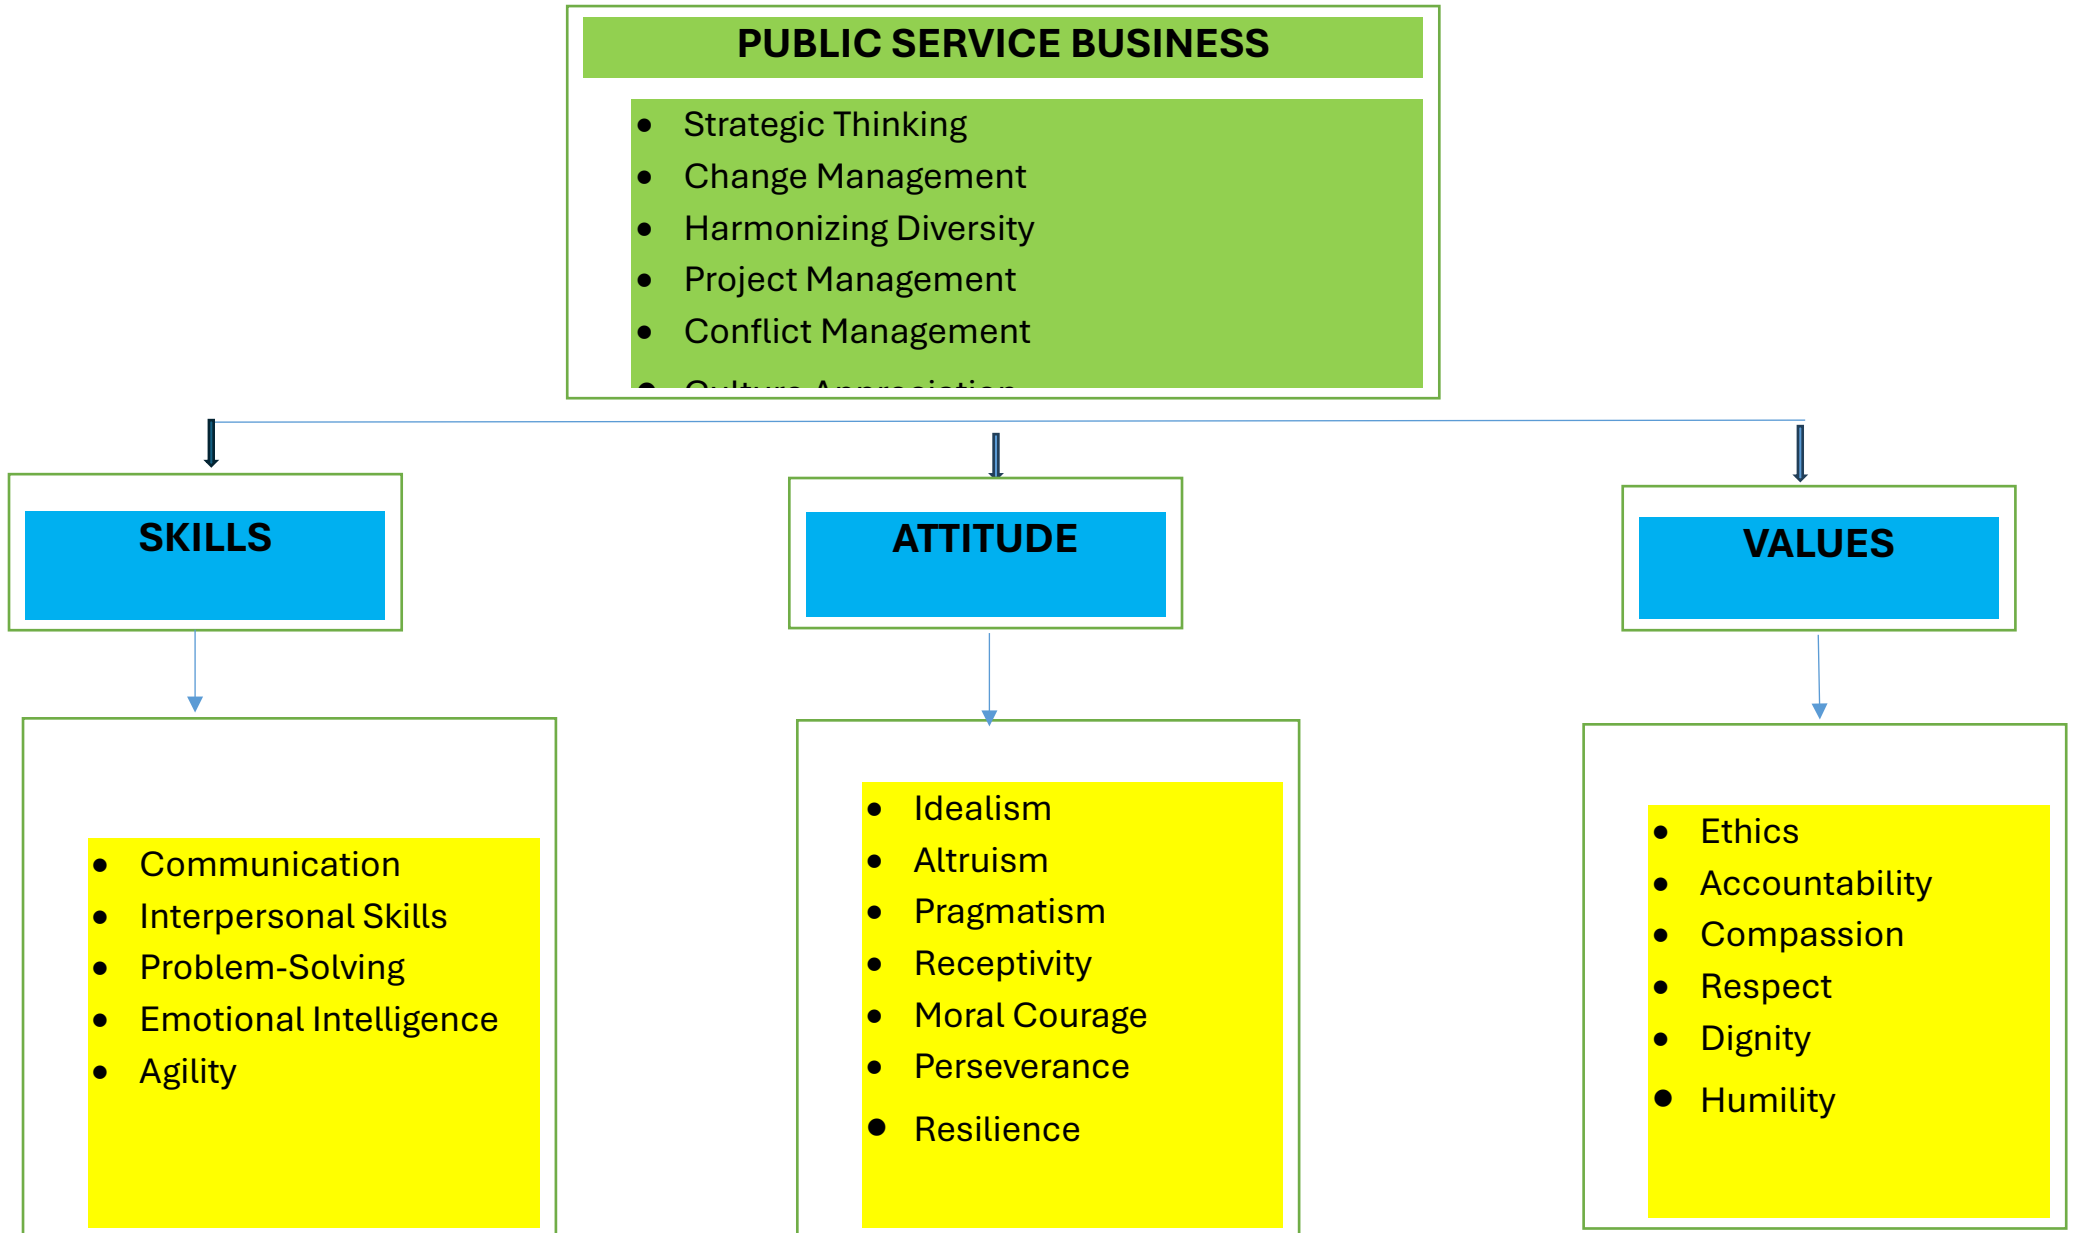 PUBLIC SERVICE BUSINESS
• Strategic Thinking
• Change Management
• Harmonizing Diversity
• Project Management
• Conflict Management
• Culture Appreciation
SKILLS
ATTITUDE
VALUES
• Communication
• Interpersonal Skills
• Problem-Solving
• Emotional Intelligence
• Agility
• Idealism
• Altruism
• Pragmatism
• Receptivity
• Moral Courage
• Perseverance
• Resilience
• Ethics
• Accountability
• Compassion
• Respect
• Dignity
• Humility